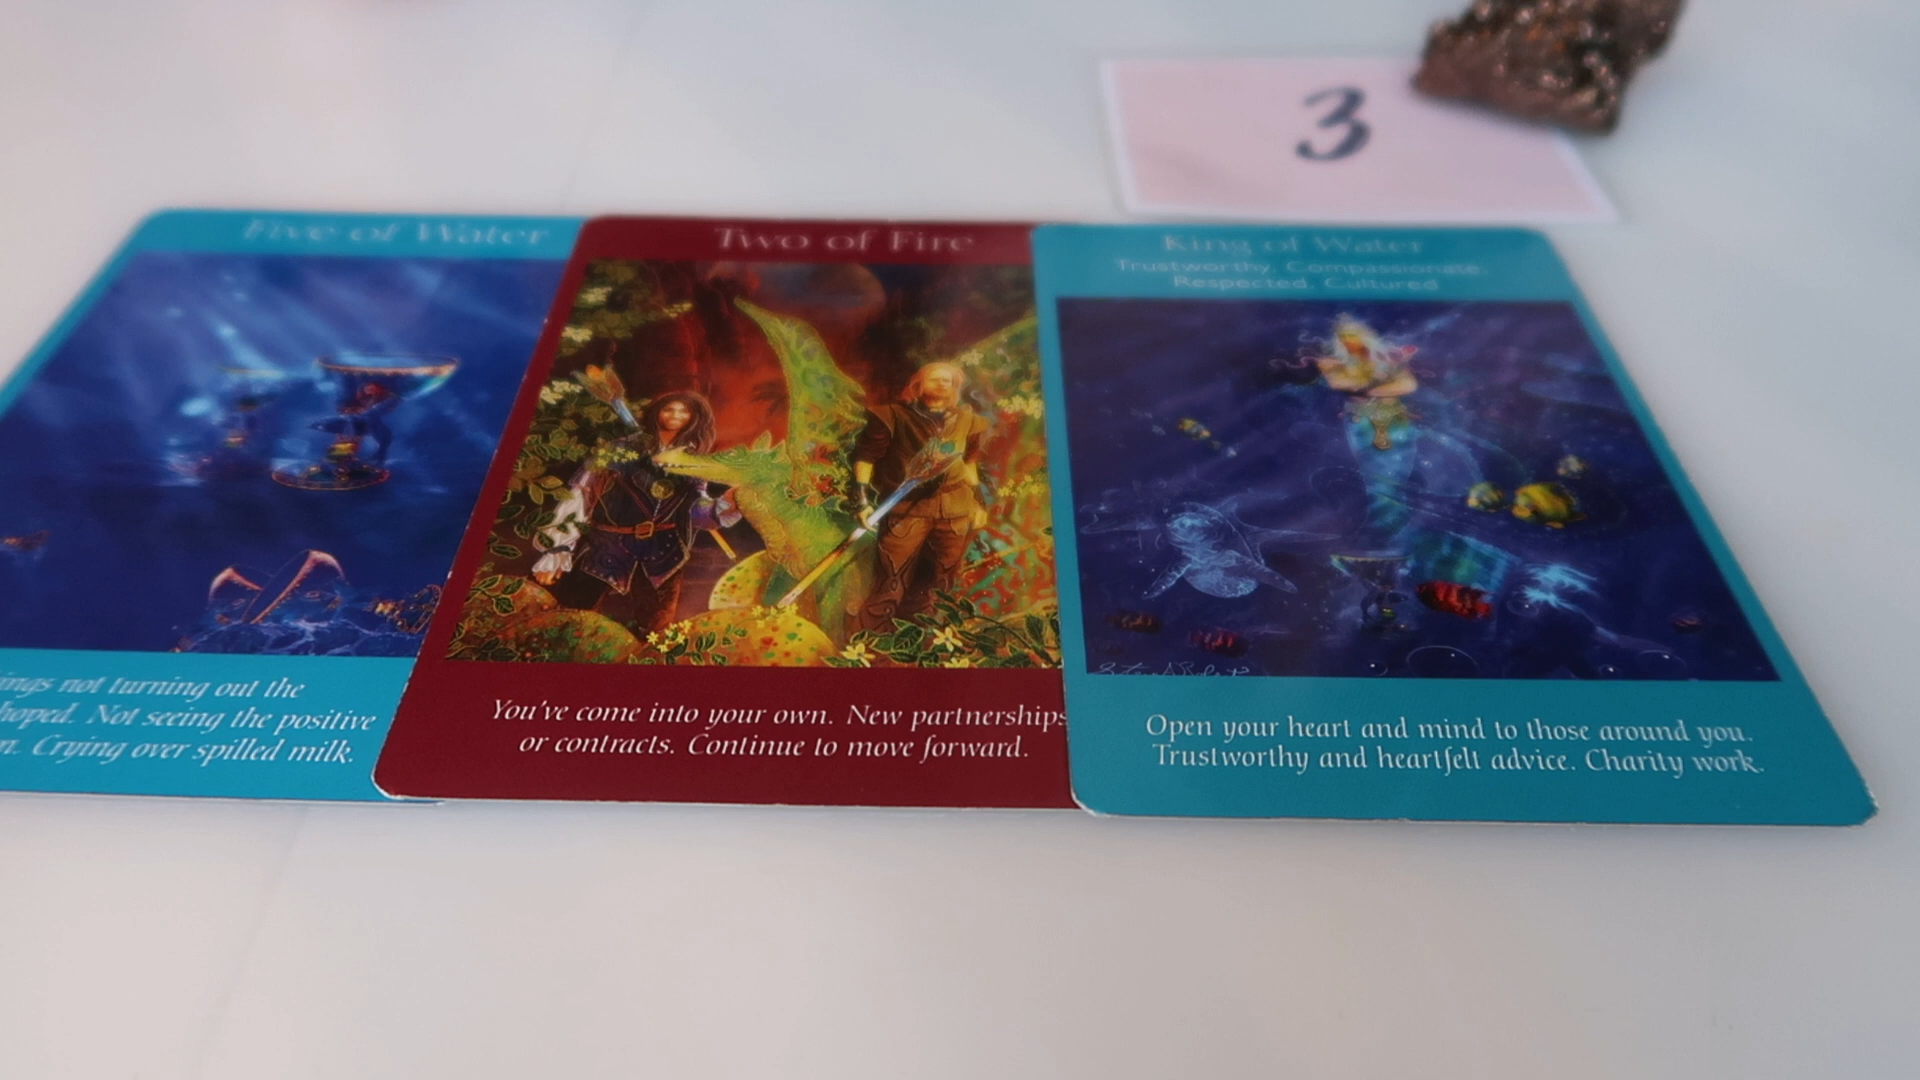 3
Five of Water
ings not turning out the
hoped. Not seeing the positive
n. Crying over spilled milk.
Two of Fire
You've come into your own. New partnerships
or contracts. Continue to move forward.
King of Water
Trustworthy, Compassionate,
Respected, Cultured
Open your heart and mind to those around you.
Trustworthy and heartfelt advice. Charity work.